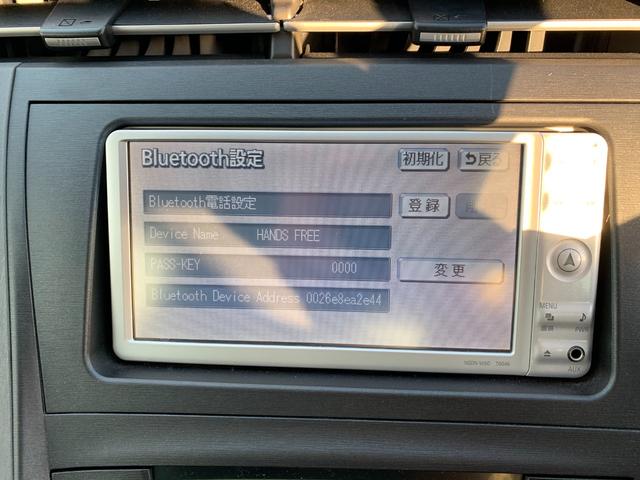 Bluetooth設定
初期化
戻る
Bluetooth電話設定
登録
Device Name HANDS FREE
PASS-KEY 0000
変更
Bluetooth Device Address 0026e8ea2e44
MENU
PWR
AUX